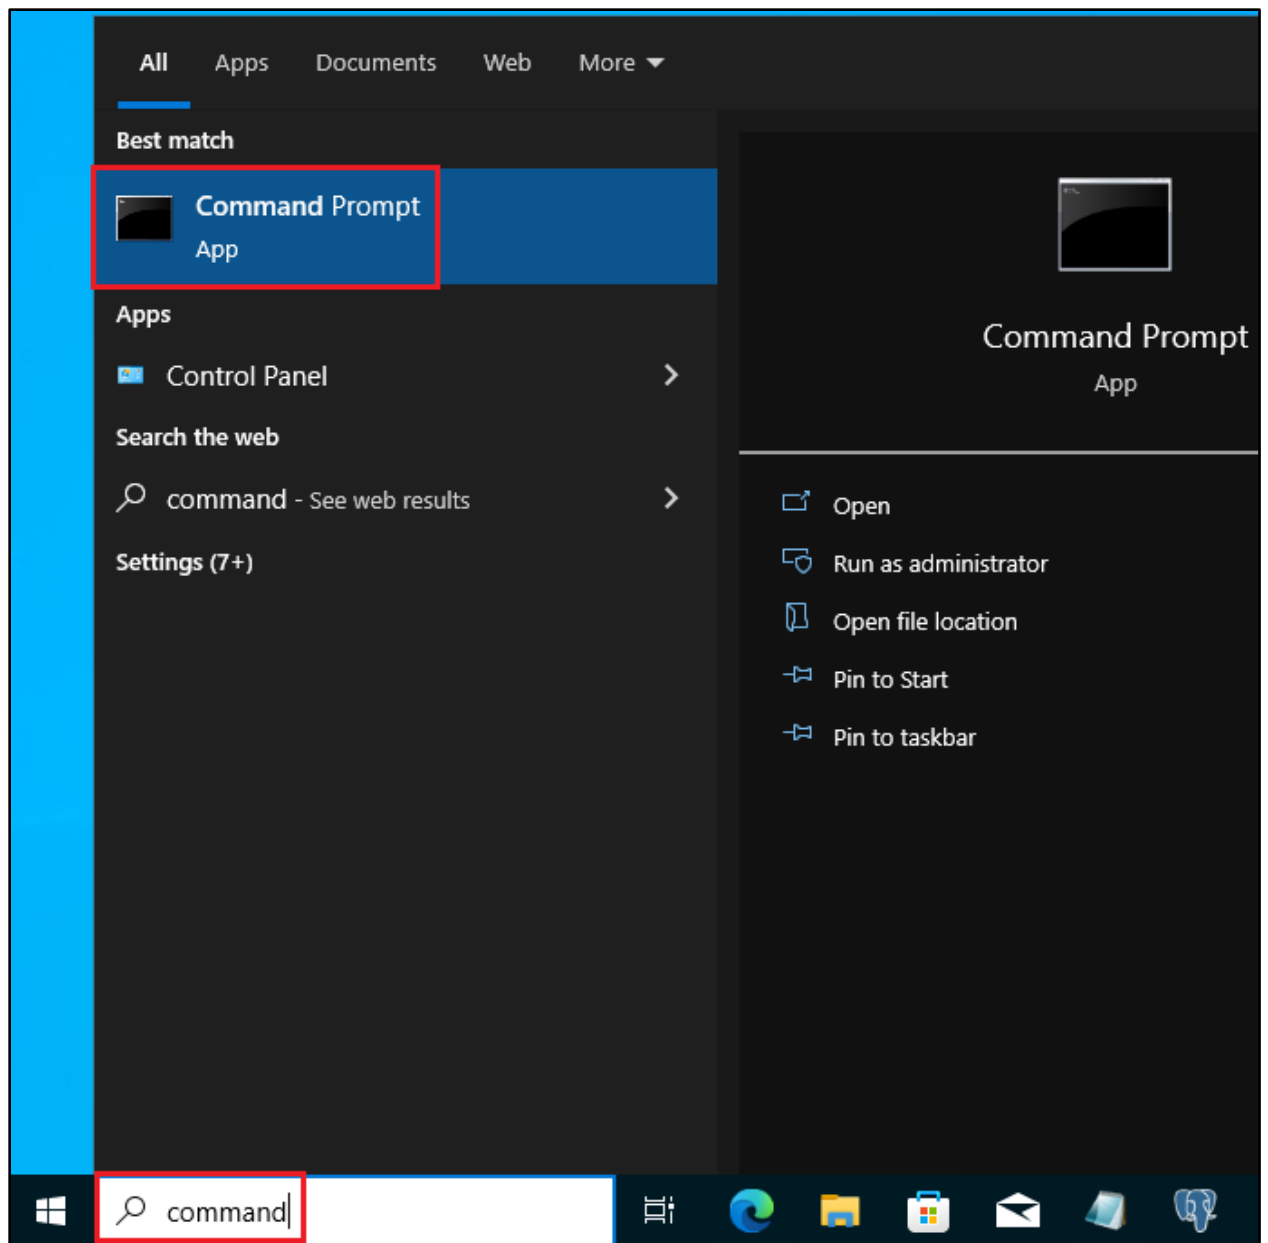 All Apps Documents Web More
Best match
Command Prompt
App
Apps
Control Panel
Search the web
command - See web results
Settings (7+)
Command Prompt
App
Open
Run as administrator
Open file location
Pin to Start
Pin to taskbar
command